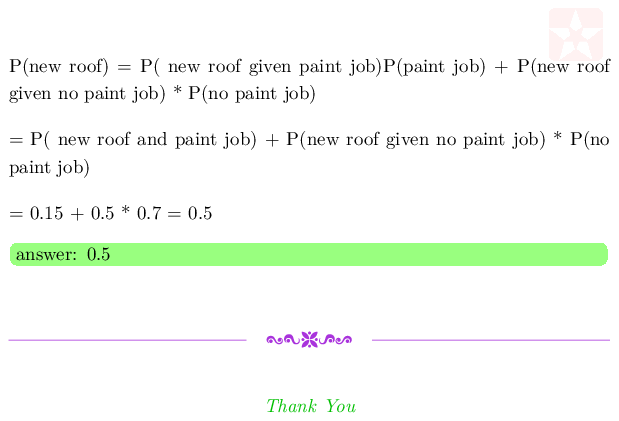 P(new roof) = P( new roof given paint job)P(paint job) + P(new roof
given no paint job) * P(no paint job)
= P( new roof and paint job) + P(new roof given no paint job) * P(no
paint job)
= 0.15 + 0.5 * 0.7 = 0.5
answer: 0.5
Thank You